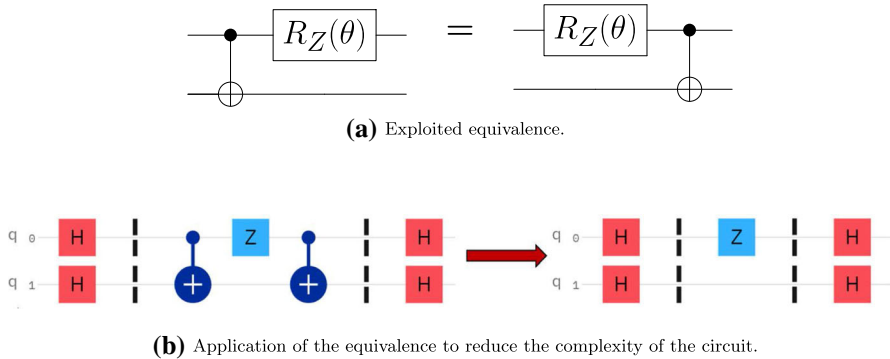 R_Z(θ) = R_Z(θ)
(a) Exploited equivalence.
q 0 H Z H q 0 H Z H
q 1 H H q 1 H H
(b) Application of the equivalence to reduce the complexity of the circuit.